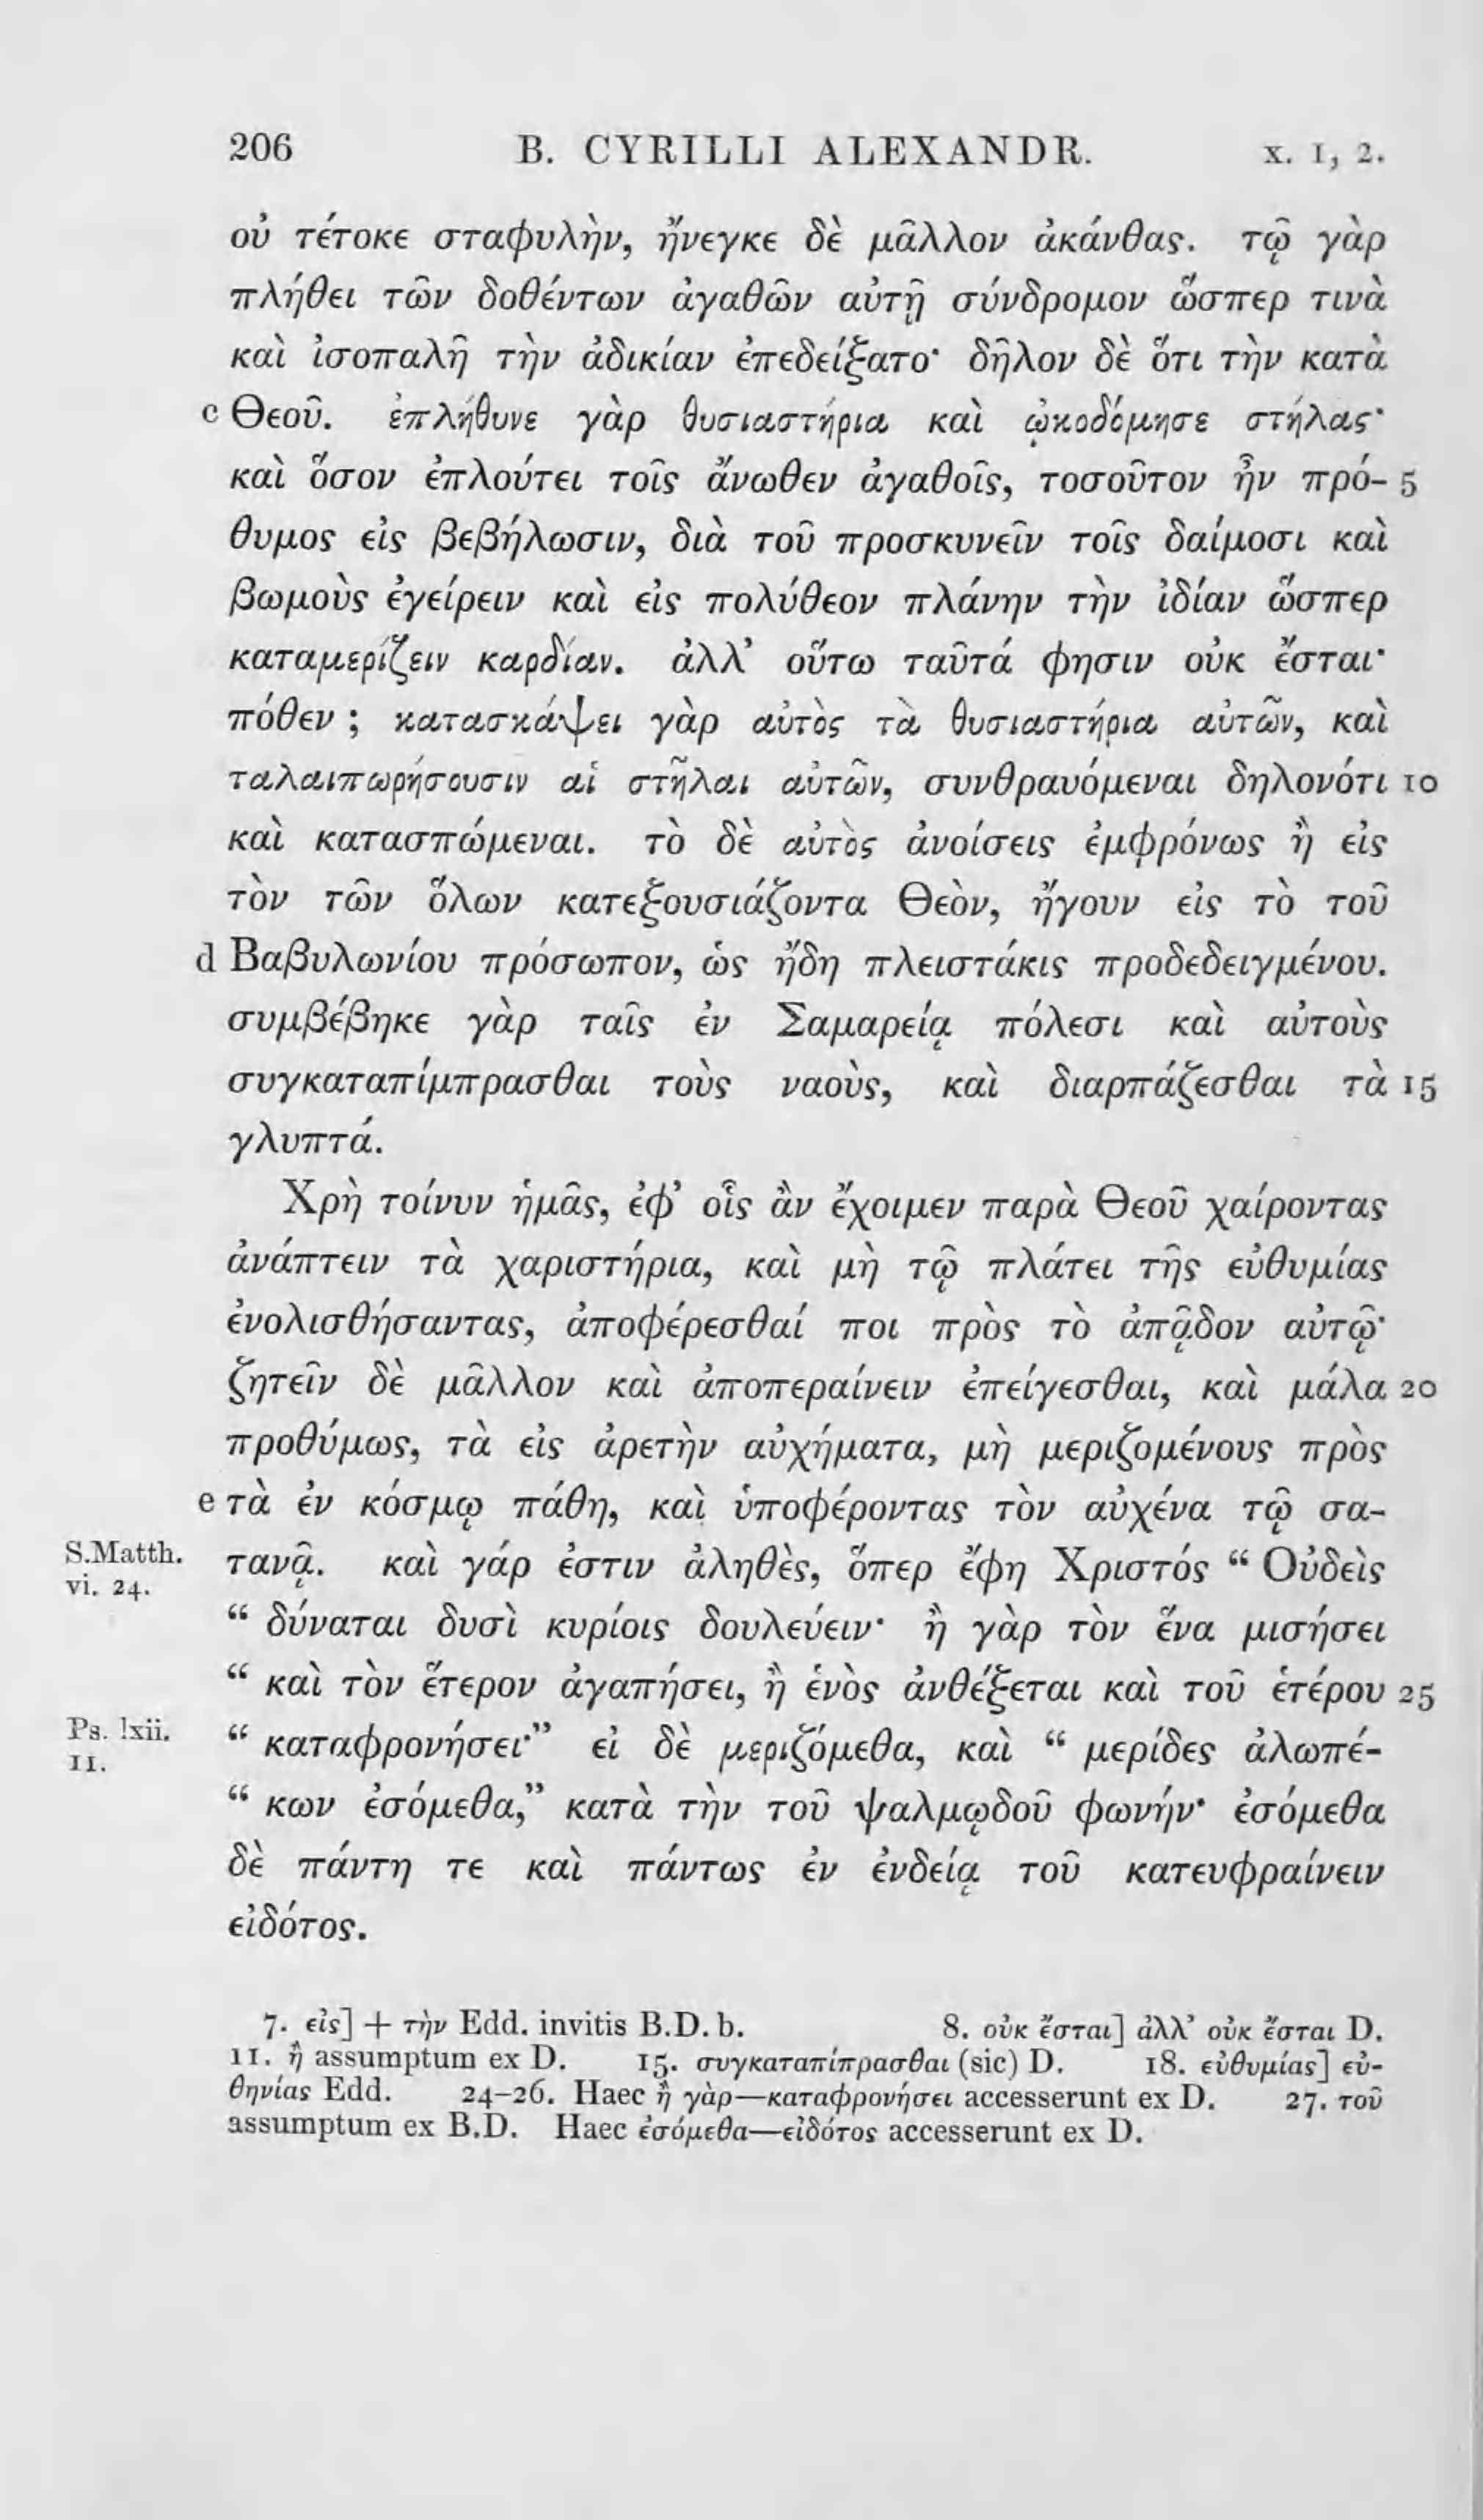 206 B. CYRILLI ALEXANDR. X. 1, 2.
οὐ τέτοκε σταφυλὴν, ἤνεγκε δὲ μᾶλλον ἀκάνθας. τῷ γὰρ
πλήθει τῶν δοθέντων ἀγαθῶν αὐτῇ σύνδρομον ὥσπερ τινὰ
καὶ ἰσοπαλῆ τὴν ἀδικίαν ἐπεδείξατο· δῆλον δὲ ὅτι τὴν κατὰ
c Θεοῦ. ἐπλήθυνε γὰρ θυσιαστήρια καὶ ᾠκοδόμησε στήλας·
καὶ ὅσον ἐπλούτει τοῖς ἄνωθεν ἀγαθοῖς, τοσοῦτον ἦν πρό- 5
θυμος εἰς βεβήλωσιν, διὰ τοῦ προσκυνεῖν τοῖς δαίμοσι καὶ
βωμοὺς ἐγείρειν καὶ εἰς πολύθεον πλάνην τὴν ἰδίαν ὥσπερ
καταμερίζειν καρδίαν. ἀλλ’ οὕτω ταῦτά φησιν οὐκ ἔσται·
πόθεν ; κατασκάψει γὰρ αὐτὸς τὰ θυσιαστήρια αὐτῶν, καὶ
ταλαιπωρήσουσιν αἱ στῆλαι αὐτῶν, συνθραυόμεναι δηλονότι 10
καὶ κατασπώμεναι. τὸ δὲ αὐτὸς ἀνοίσεις ἐμφρόνως ἢ εἰς
τὸν τῶν ὅλων κατεξουσιάζοντα Θεὸν, ἤγουν εἰς τὸ τοῦ
d Βαβυλωνίου πρόσωπον, ὡς ἤδη πλειστάκις προδεδειγμένου.
συμβέβηκε γὰρ ταῖς ἐν Σαμαρείᾳ πόλεσι καὶ αὐτοὺς
συγκαταπίμπρασθαι τοὺς ναοὺς, καὶ διαρπάζεσθαι τὰ 15
γλυπτά.
Χρὴ τοίνυν ἡμᾶς, ἐφ’ οἷς ἂν ἔχοιμεν παρὰ Θεοῦ χαίροντας
ἀνάπτειν τὰ χαριστήρια, καὶ μὴ τῷ πλάτει τῆς εὐθυμίας
ἐνολισθήσαντας, ἀποφέρεσθαί ποι πρὸς τὸ ἀπᾷδον αὐτῷ·
ζητεῖν δὲ μᾶλλον καὶ ἀποπεραίνειν ἐπείγεσθαι, καὶ μάλα 20
προθύμως, τὰ εἰς ἀρετὴν αὐχήματα, μὴ μεριζομένους πρὸς
e τὰ ἐν κόσμῳ πάθη, καὶ ὑποφέροντας τὸν αὐχένα τῷ σα-
S.Matth. vi. 24. τανᾷ. καὶ γάρ ἐστιν ἀληθὲς, ὅπερ ἔφη Χριστός “ Οὐδεὶς
“ δύναται δυσὶ κυρίοις δουλεύειν· ἢ γὰρ τὸν ἕνα μισήσει
“ καὶ τὸν ἕτερον ἀγαπήσει, ἢ ἑνὸς ἀνθέξεται καὶ τοῦ ἑτέρου 25
Ps. lxii. 11. “ καταφρονήσει·” εἰ δὲ μεριζόμεθα, καὶ “ μερίδες ἀλωπέ-
“ κων ἐσόμεθα,” κατὰ τὴν τοῦ ψαλμῳδοῦ φωνήν· ἐσόμεθα
δὲ πάντη τε καὶ πάντως ἐν ἐνδείᾳ τοῦ κατευφραίνειν
εἰδότος.
7. εἰς] + τὴν Edd. invitis B.D.b. 8. οὐκ ἔσται] ἀλλ’ οὐκ ἔσται D.
11. ἢ assumptum ex D. 15. συγκαταπίπρασθαι (sic) D. 18. εὐθυμίας] εὐ-
θηνίας Edd. 24-26. Haec ἢ γὰρ—καταφρονήσει accesserunt ex D. 27. τοῦ
assumptum ex B.D. Haec ἐσόμεθα—εἰδότος accesserunt ex D.